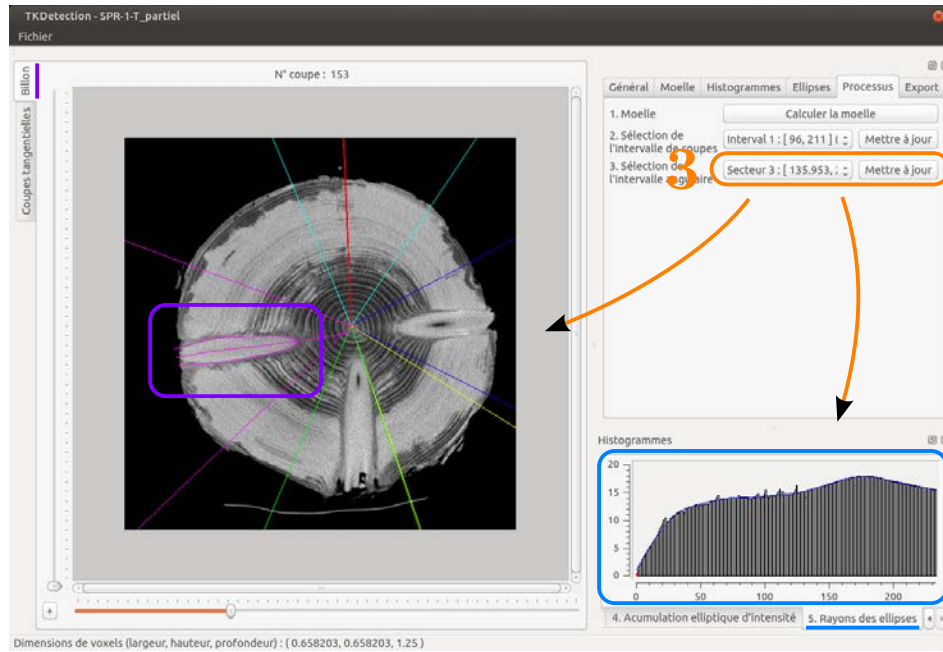 TKDetection - SPR-1-T_partiel
Fichier
Billon
Coupes tangentielles
N° coupe : 153
Général Moelle Histogrammes Ellipses Processus Export
1. Moelle Calculer la moelle
2. Sélection de
l'intervalle de coupes Interval 1 : [ 96, 211 ] ( Mettre à jour
3. Sélection de
l'intervalle angulaire Secteur 3 : [ 135.953, Mettre à jour
3
Histogrammes
20
15
10
5
0
0 50 100 150 200
4. Acumulation elliptique d'intensité 5. Rayons des ellipses
Dimensions de voxels (largeur, hauteur, profondeur) : ( 0.658203, 0.658203, 1.25 )